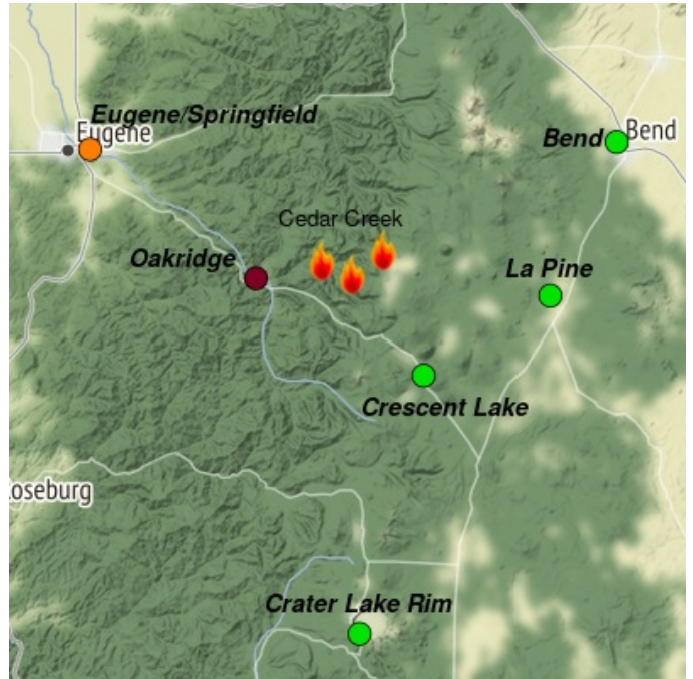 Eugene/Springfield
Eugene
Bend
Bend
Cedar Creek
Oakridge
La Pine
Crescent Lake
oseburg
Crater Lake Rim